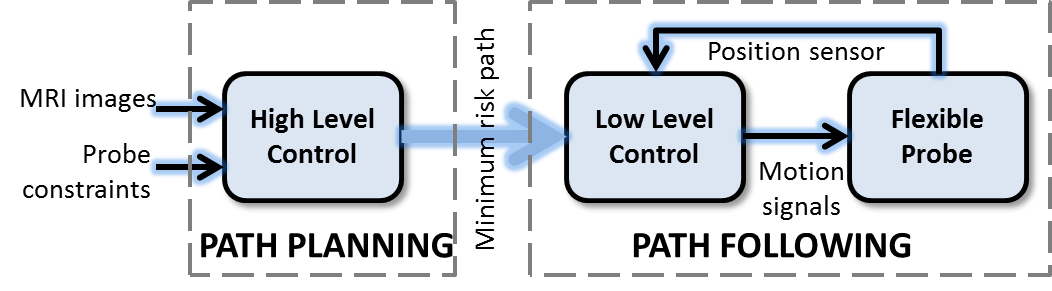 MRI images
Probe
constraints
High Level
Control
PATH PLANNING
Minimum risk path
Position sensor
Low Level
Control
Motion
signals
Flexible
Probe
PATH FOLLOWING